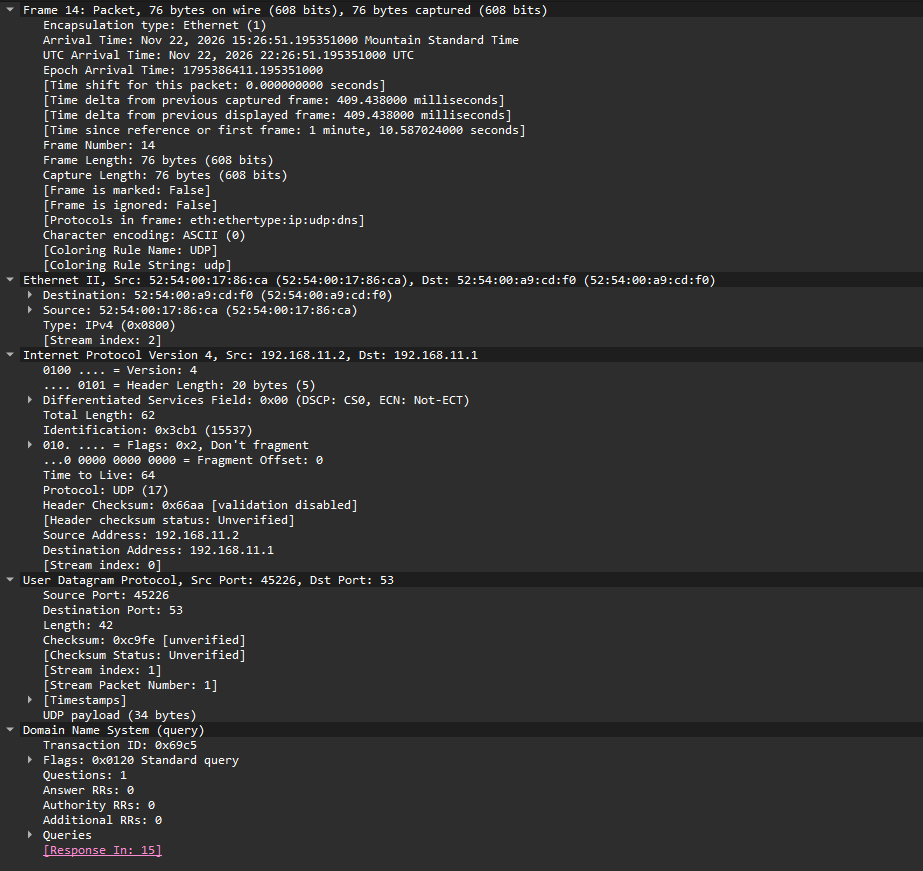 Frame 14: Packet, 76 bytes on wire (608 bits), 76 bytes captured (608 bits)
Encapsulation type: Ethernet (1)
Arrival Time: Nov 22, 2026 15:26:51.195351000 Mountain Standard Time
UTC Arrival Time: Nov 22, 2026 22:26:51.195351000 UTC
Epoch Arrival Time: 1795386411.195351000
[Time shift for this packet: 0.000000000 seconds]
[Time delta from previous captured frame: 409.438000 milliseconds]
[Time delta from previous displayed frame: 409.438000 milliseconds]
[Time since reference or first frame: 1 minute, 10.587024000 seconds]
Frame Number: 14
Frame Length: 76 bytes (608 bits)
Capture Length: 76 bytes (608 bits)
[Frame is marked: False]
[Frame is ignored: False]
[Protocols in frame: eth:ethertype:ip:udp:dns]
Character encoding: ASCII (0)
[Coloring Rule Name: UDP]
[Coloring Rule String: udp]
Ethernet II, Src: 52:54:00:17:86:ca (52:54:00:17:86:ca), Dst: 52:54:00:a9:cd:f0 (52:54:00:a9:cd:f0)
Destination: 52:54:00:a9:cd:f0 (52:54:00:a9:cd:f0)
Source: 52:54:00:17:86:ca (52:54:00:17:86:ca)
Type: IPv4 (0x0800)
[Stream index: 2]
Internet Protocol Version 4, Src: 192.168.11.2, Dst: 192.168.11.1
0100 .... = Version: 4
.... 0101 = Header Length: 20 bytes (5)
Differentiated Services Field: 0x00 (DSCP: CS0, ECN: Not-ECT)
Total Length: 62
Identification: 0x3cb1 (15537)
010. .... = Flags: 0x2, Don't fragment
...0 0000 0000 0000 = Fragment Offset: 0
Time to Live: 64
Protocol: UDP (17)
Header Checksum: 0x66aa [validation disabled]
[Header checksum status: Unverified]
Source Address: 192.168.11.2
Destination Address: 192.168.11.1
[Stream index: 0]
User Datagram Protocol, Src Port: 45226, Dst Port: 53
Source Port: 45226
Destination Port: 53
Length: 42
Checksum: 0xc9fe [unverified]
[Checksum Status: Unverified]
[Stream index: 1]
[Stream Packet Number: 1]
[Timestamps]
UDP payload (34 bytes)
Domain Name System (query)
Transaction ID: 0x69c5
Flags: 0x0120 Standard query
Questions: 1
Answer RRs: 0
Authority RRs: 0
Additional RRs: 0
Queries
[Response In: 15]